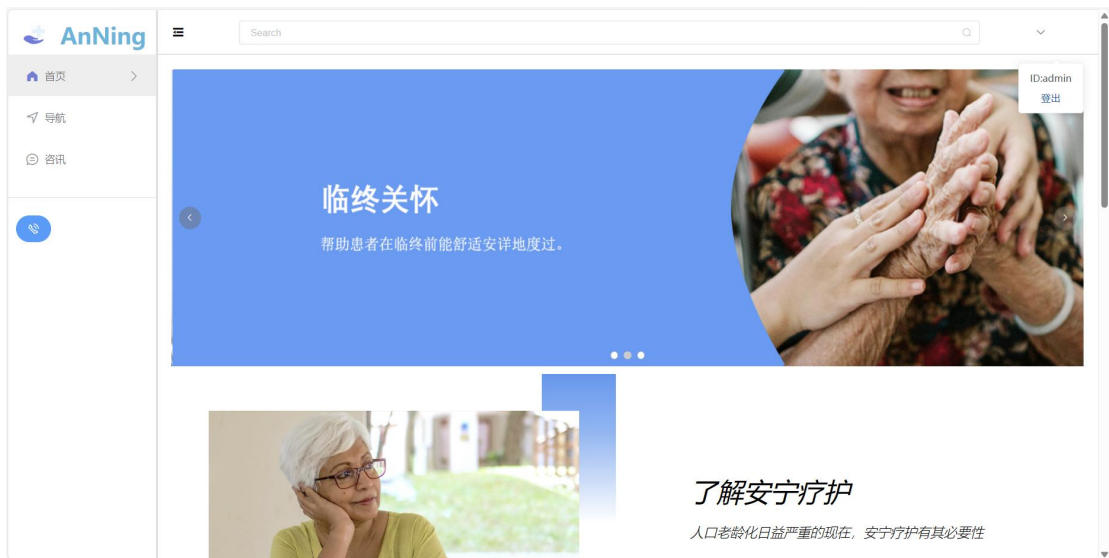 AnNing
Search
首页
导航
咨讯
ID:admin
登出
临终关怀
帮助患者在临终前能舒适安详地度过。
了解安宁疗护
人口老龄化日益严重的现在，安宁疗护有其必要性